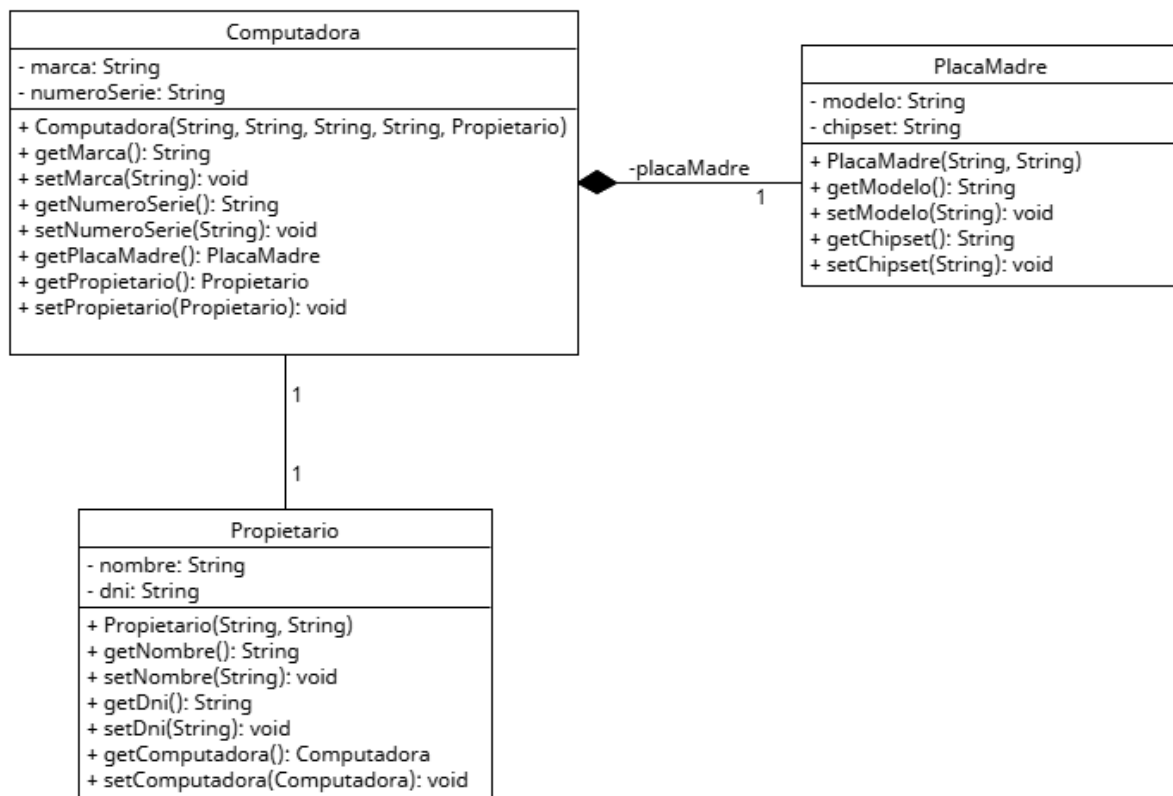 Computadora
- marca: String
- numeroSerie: String
+ Computadora(String, String, String, String, Propietario)
+ getMarca(): String
+ setMarca(String): void
+ getNumeroSerie(): String
+ setNumeroSerie(String): void
+ getPlacaMadre(): PlacaMadre
+ getPropietario(): Propietario
+ setPropietario(Propietario): void
-placaMadre
1
PlacaMadre
- modelo: String
- chipset: String
+ PlacaMadre(String, String)
+ getModelo(): String
+ setModelo(String): void
+ getChipset(): String
+ setChipset(String): void
1
1
Propietario
- nombre: String
- dni: String
+ Propietario(String, String)
+ getNombre(): String
+ setNombre(String): void
+ getDni(): String
+ setDni(String): void
+ getComputadora(): Computadora
+ setComputadora(Computadora): void